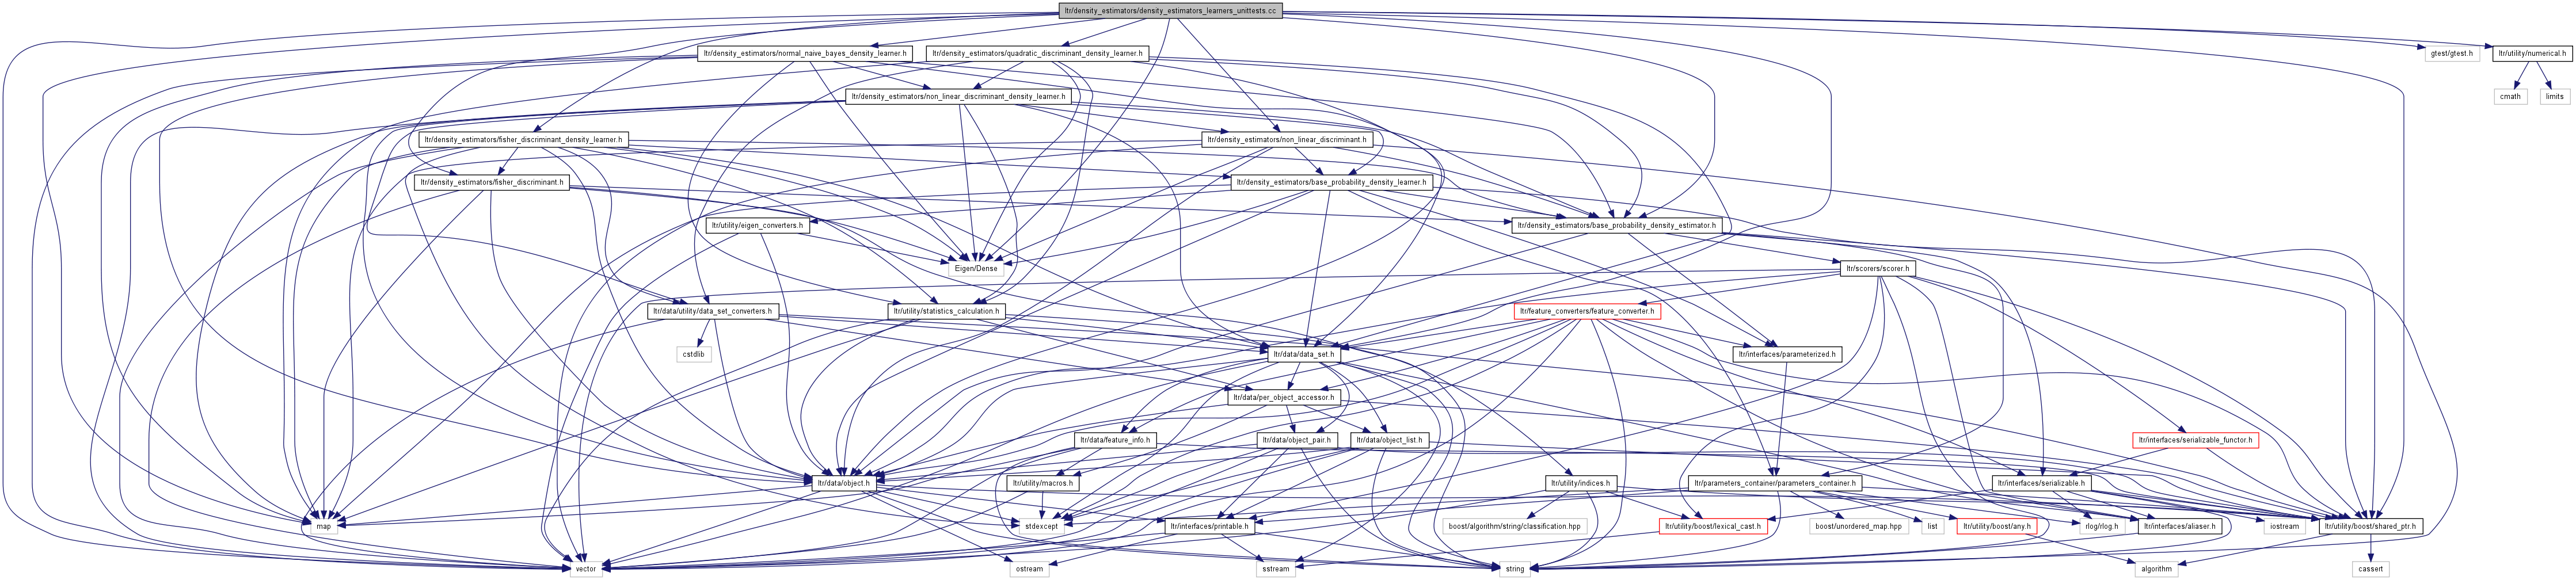 ltr/density_estimators/density_estimators_learners_unittests.cc
ltr/density_estimators/normal_naive_bayes_density_learner.h
ltr/density_estimators/quadratic_discriminant_density_learner.h
gtest/gtest.h
ltr/utility/numerical.h
ltr/density_estimators/non_linear_discriminant_density_learner.h
cmath
limits
ltr/density_estimators/fisher_discriminant_density_learner.h
ltr/density_estimators/non_linear_discriminant.h
ltr/density_estimators/fisher_discriminant.h
ltr/density_estimators/base_probability_density_learner.h
ltr/utility/eigen_converters.h
ltr/density_estimators/base_probability_density_estimator.h
Eigen/Dense
ltr/scorers/scorer.h
ltr/data/utility/data_set_converters.h
ltr/utility/statistics_calculation.h
ltr/feature_converters/feature_converter.h
cstdlib
ltr/data/data_set.h
ltr/interfaces/parameterized.h
ltr/data/per_object_accessor.h
ltr/data/feature_info.h
ltr/data/object_pair.h
ltr/data/object_list.h
ltr/interfaces/serializable_functor.h
ltr/data/object.h
ltr/utility/macros.h
ltr/utility/indices.h
ltr/parameters_container/parameters_container.h
ltr/interfaces/serializable.h
map
stdexcept
ltr/interfaces/printable.h
boost/algorithm/string/classification.hpp
ltr/utility/boost/lexical_cast.h
boost/unordered_map.hpp
list
ltr/utility/boost/any.h
rlog/rlog.h
ltr/interfaces/aliaser.h
iostream
ltr/utility/boost/shared_ptr.h
vector
ostream
sstream
string
algorithm
cassert